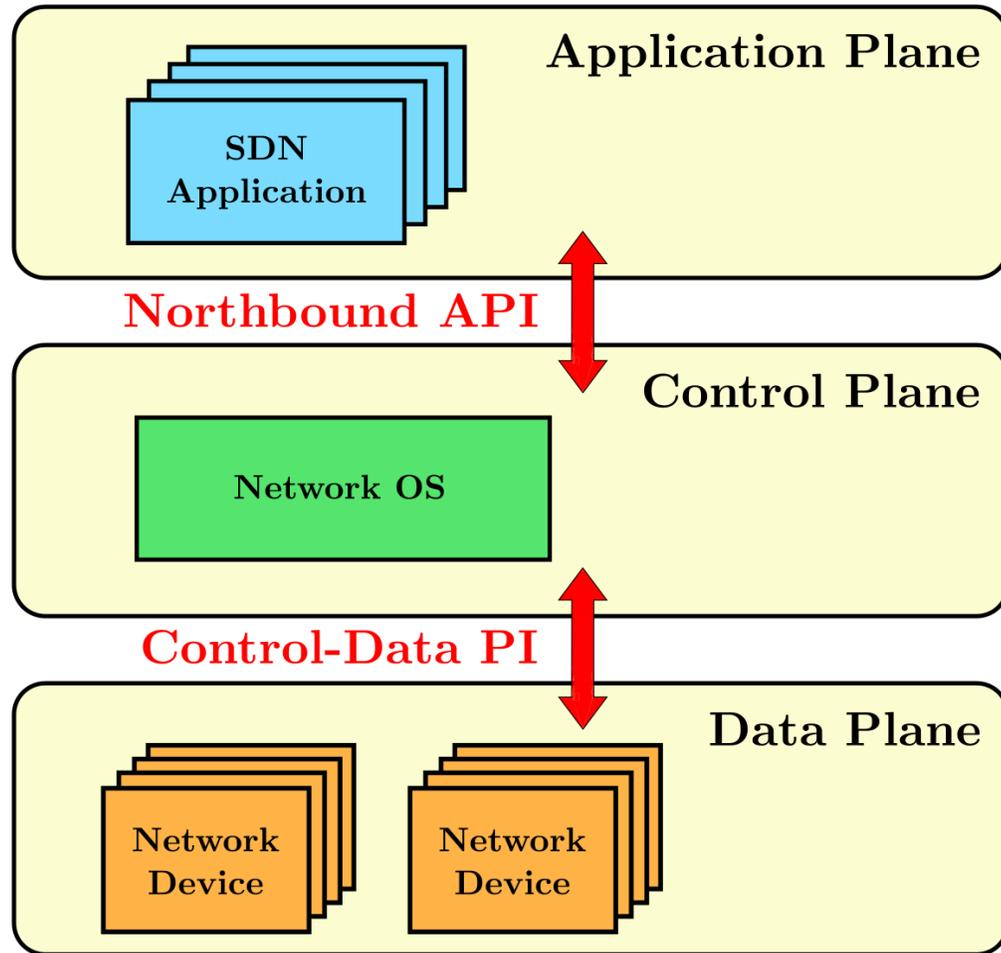 Application Plane
SDN
Application
Northbound API
Control Plane
Network OS
Control-Data PI
Data Plane
Network
Device
Network
Device